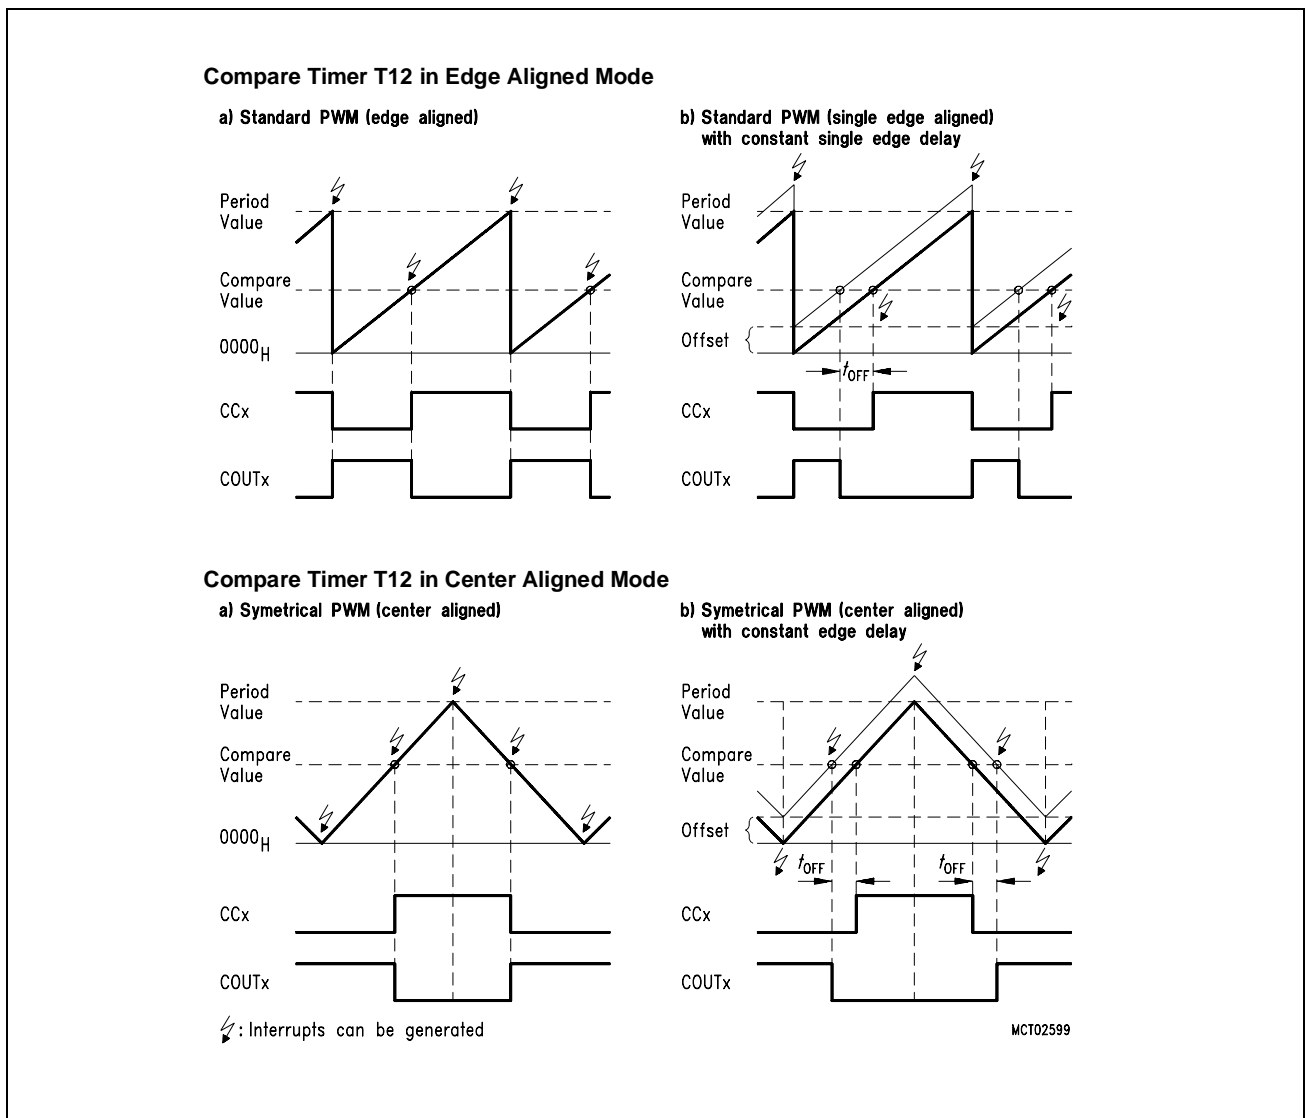 Compare Timer T12 in Edge Aligned Mode
a) Standard PWM (edge aligned)
Period
Value
Compare
Value
0000H
CCx
COUTx
b) Standard PWM (single edge aligned)
with constant single edge delay
Period
Value
Compare
Value
Offset
tOFF
CCx
COUTx
Compare Timer T12 in Center Aligned Mode
a) Symetrical PWM (center aligned)
Period
Value
Compare
Value
0000H
CCx
COUTx
b) Symetrical PWM (center aligned)
with constant edge delay
Period
Value
Compare
Value
Offset
tOFF
tOFF
CCx
COUTx
: Interrupts can be generated
MCT02599